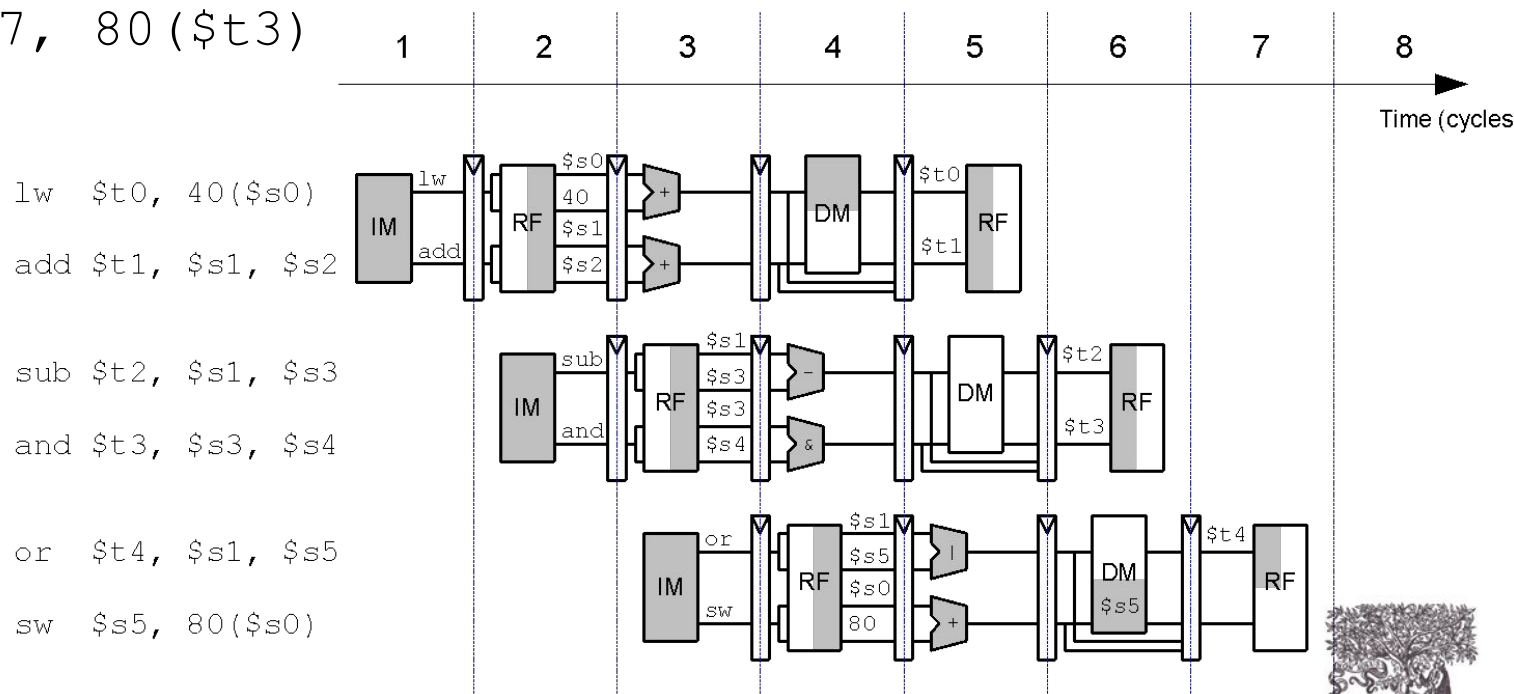 7, 80($t3)
1 2 3 4 5 6 7 8
Time (cycles
lw $t0, 40($s0)
add $t1, $s1, $s2
IM
lw
add
RF
$s0
40
$s1
$s2
+
+
DM
$t0
$t1
RF
sub $t2, $s1, $s3
and $t3, $s3, $s4
IM
sub
and
RF
$s1
$s3
$s3
$s4
-
&
DM
$t2
$t3
RF
or $t4, $s1, $s5
sw $s5, 80($s0)
IM
or
sw
RF
$s1
$s5
$s0
80
|
+
DM
$s5
$t4
RF